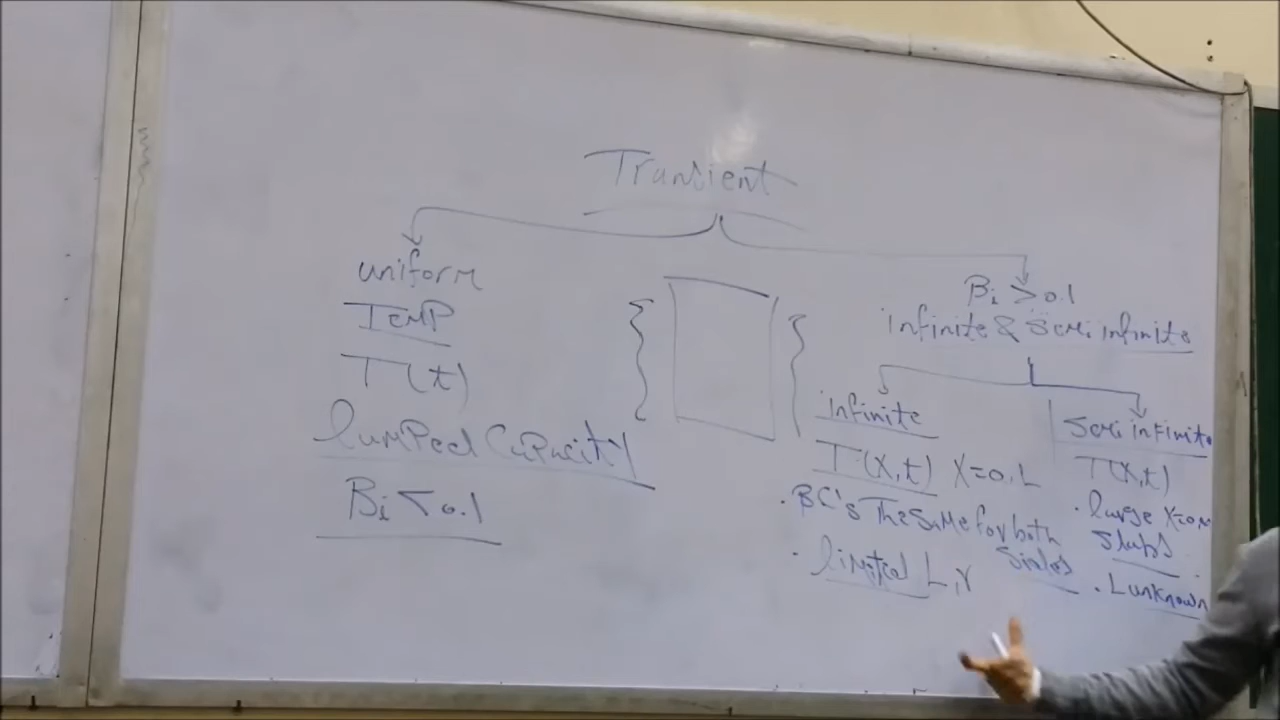 Transient
uniform
TEMP
T(t)
lumped Capacity
Bi < 0.1
Bi > 0.1
infinite & semi infinite
infinite
T(x,t) X=0,L
. BC's The same for both
sides
. limited L,r
semi infinite
T(x,t)
. large X=0,∞
slabs
. L unknown